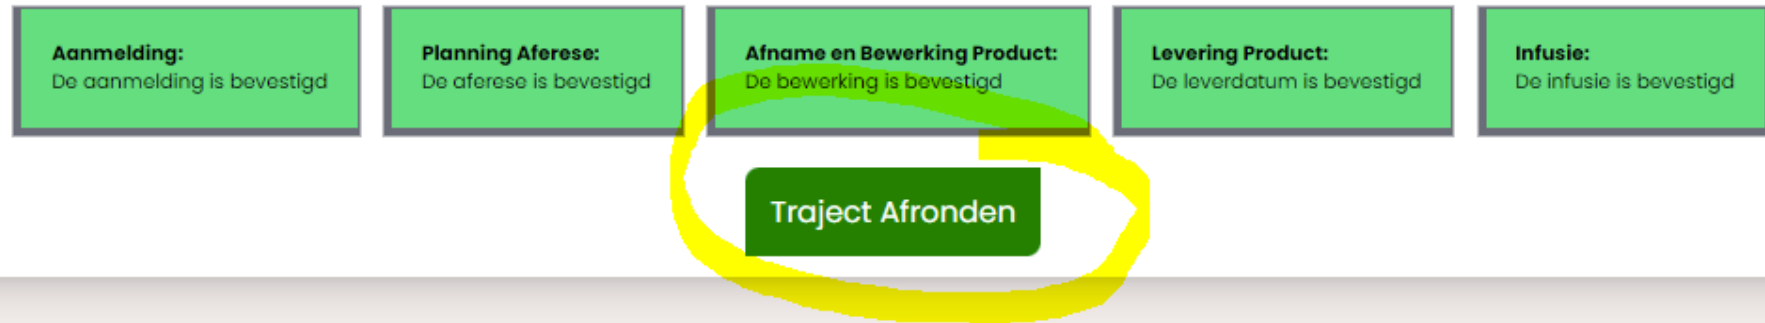 Aanmelding:
De aanmelding is bevestigd
Planning Aferese:
De aferese is bevestigd
Afname en Bewerking Product:
De bewerking is bevestigd
Levering Product:
De leverdatum is bevestigd
Infusie:
De infusie is bevestigd
Traject Afronden